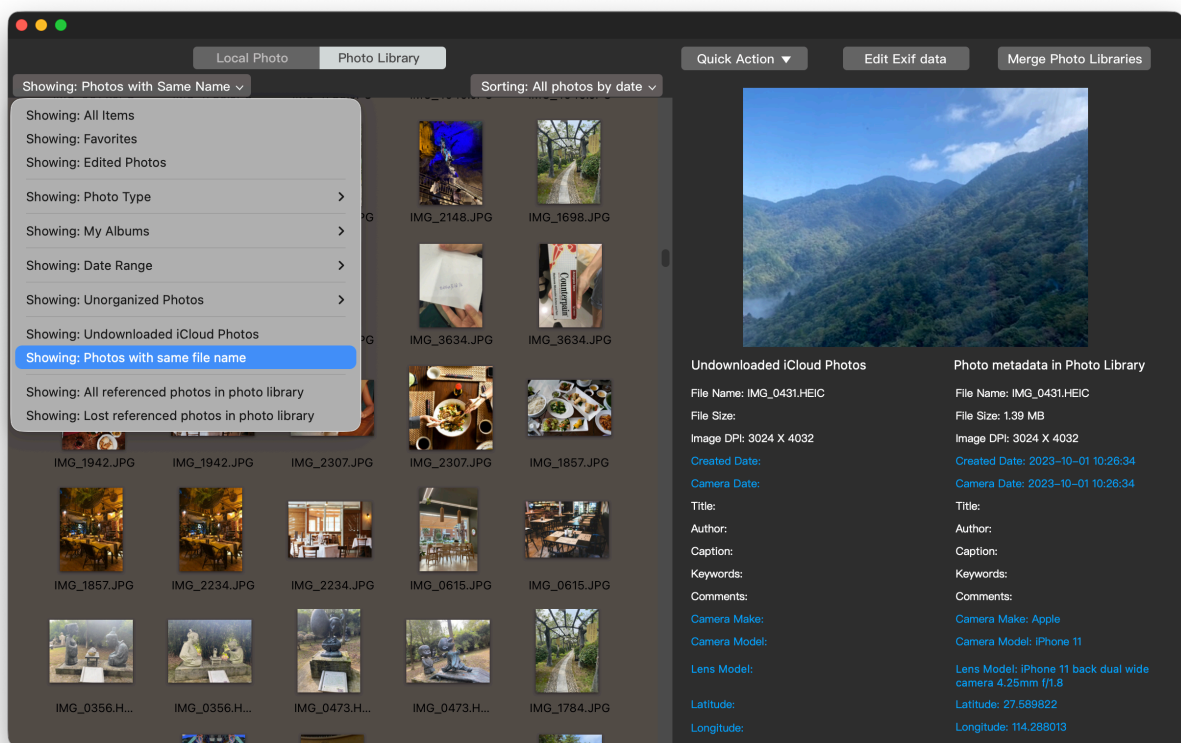 Local Photo
Photo Library
Quick Action ▼
Edit Exif data
Merge Photo Libraries
Showing: Photos with Same Name
Sorting: All photos by date
Showing: All Items
Showing: Favorites
Showing: Edited Photos
Showing: Photo Type
Showing: My Albums
Showing: Date Range
Showing: Unorganized Photos
Showing: Undownloaded iCloud Photos
Showing: Photos with same file name
Showing: All referenced photos in photo library
Showing: Lost referenced photos in photo library
PG IMG_2148.JPG IMG_1698.JPG
Counterpain
PG IMG_3634.JPG IMG_3634.JPG
IMG_1942.JPG IMG_1942.JPG IMG_2307.JPG IMG_2307.JPG IMG_1857.JPG
IMG_1857.JPG IMG_2234.JPG IMG_2234.JPG IMG_0615.JPG IMG_0615.JPG
IMG_0356.H... IMG_0356.H... IMG_0473.H... IMG_0473.H... IMG_1784.JPG
Undownloaded iCloud Photos
File Name: IMG_0431.HEIC
File Size:
Image DPI: 3024 X 4032
Created Date:
Camera Date:
Title:
Author:
Caption:
Keywords:
Comments:
Camera Make:
Camera Model:
Lens Model:
Latitude:
Longitude:
Photo metadata in Photo Library
File Name: IMG_0431.HEIC
File Size: 1.39 MB
Image DPI: 3024 X 4032
Created Date: 2023-10-01 10:26:34
Camera Date: 2023-10-01 10:26:34
Title:
Author:
Caption:
Keywords:
Comments:
Camera Make: Apple
Camera Model: iPhone 11
Lens Model: iPhone 11 back dual wide
camera 4.25mm f/1.8
Latitude: 27.589822
Longitude: 114.288013